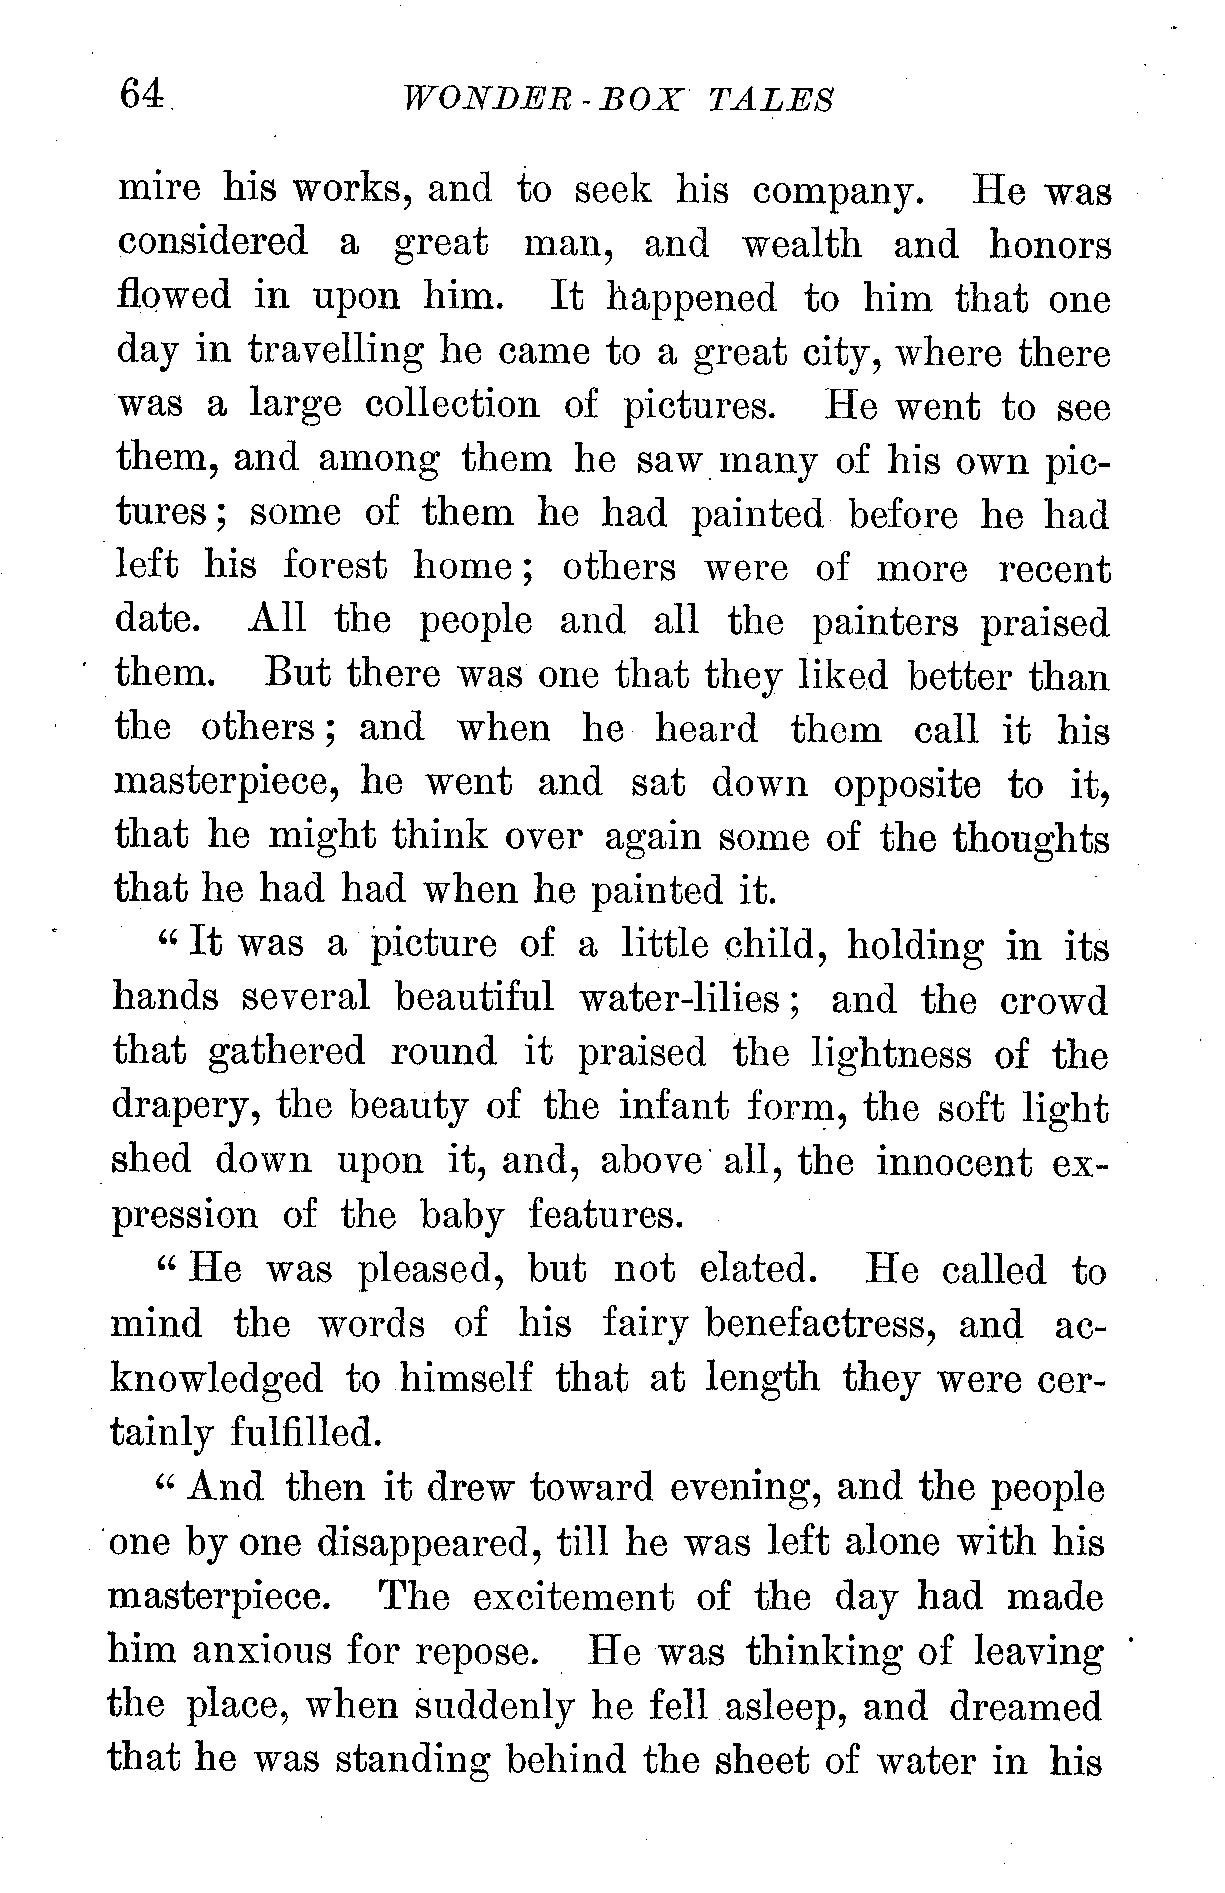 64 WONDER-BOX TALES
mire his works, and to seek his company. He was
considered a great man, and wealth and honors
flowed in upon him. It happened to him that one
day in travelling he came to a great city, where there
was a large collection of pictures. He went to see
them, and among them he saw many of his own pic-
tures; some of them he had painted before he had
left his forest home; others were of more recent
date. All the people and all the painters praised
them. But there was one that they liked better than
the others; and when he heard them call it his
masterpiece, he went and sat down opposite to it,
that he might think over again some of the thoughts
that he had had when he painted it.
“It was a picture of a little child, holding in its
hands several beautiful water-lilies; and the crowd
that gathered round it praised the lightness of the
drapery, the beauty of the infant form, the soft light
shed down upon it, and, above all, the innocent ex-
pression of the baby features.
“He was pleased, but not elated. He called to
mind the words of his fairy benefactress, and ac-
knowledged to himself that at length they were cer-
tainly fulfilled.
“And then it drew toward evening, and the people
one by one disappeared, till he was left alone with his
masterpiece. The excitement of the day had made
him anxious for repose. He was thinking of leaving
the place, when suddenly he fell asleep, and dreamed
that he was standing behind the sheet of water in his